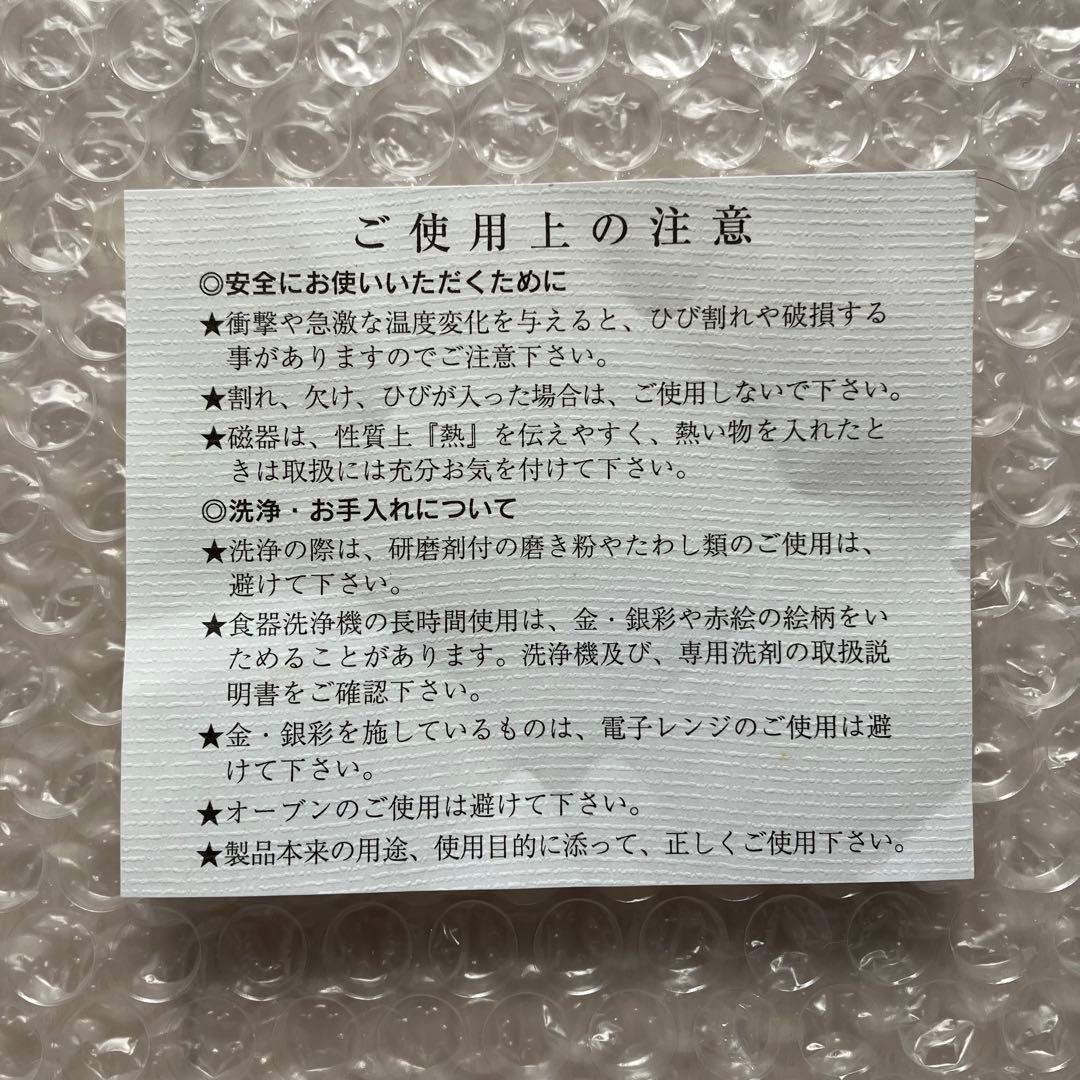 ご使用上の注意
◎安全にお使いいただくために
★衝撃や急激な温度変化を与えると、ひび割れや破損する
事がありますのでご注意下さい。
★割れ、欠け、ひびが入った場合は、ご使用しないで下さい。
★磁器は、性質上『熱』を伝えやすく、熱い物を入れたと
きは取扱には充分お気を付けて下さい。
◎洗浄・お手入れについて
★洗浄の際は、研磨剤付の磨き粉やたわし類のご使用は、
避けて下さい。
★食器洗浄機の長時間使用は、金・銀彩や赤絵の絵柄をい
ためることがあります。洗浄機及び、専用洗剤の取扱説
明書をご確認下さい。
★金・銀彩を施しているものは、電子レンジのご使用は避
けて下さい。
★オーブンのご使用は避けて下さい。
★製品本来の用途、使用目的に添って、正しくご使用下さい。